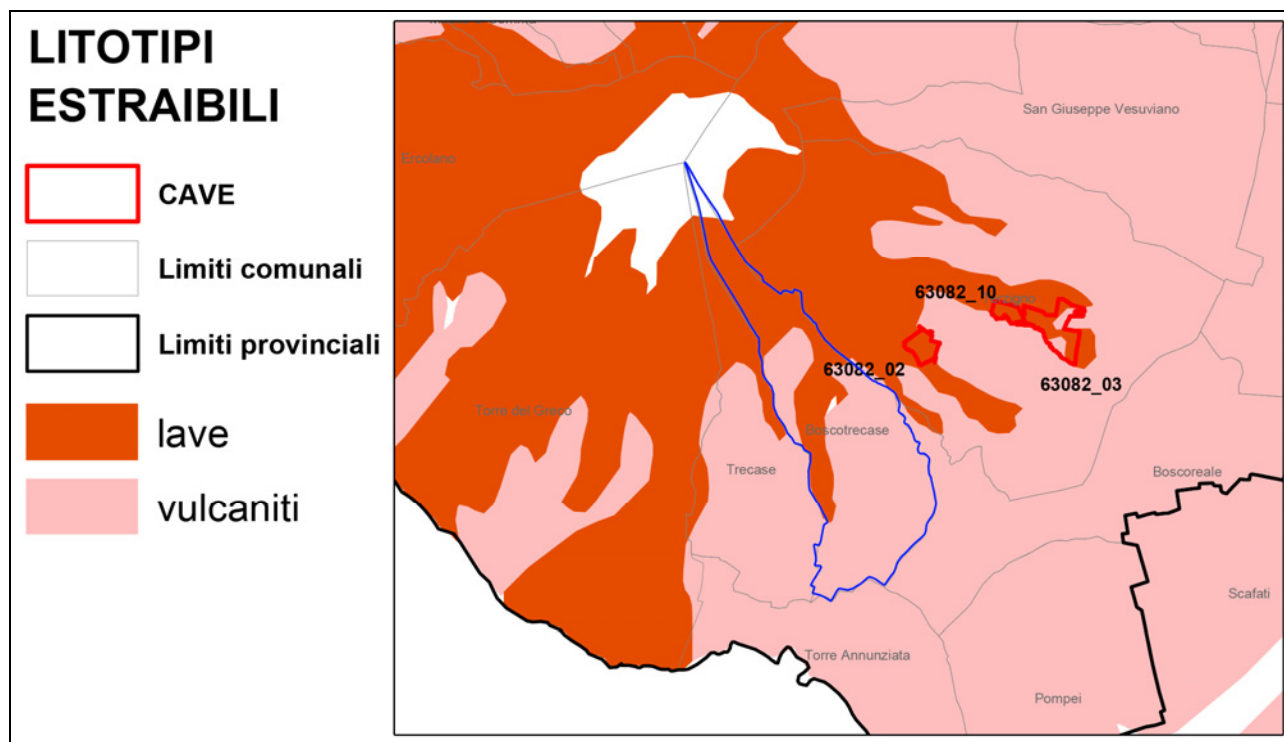 LITOTIPI
ESTRAIBILI
CAVE
Limiti comunali
Limiti provinciali
lave
vulcaniti
San Giuseppe Vesuviano
Ercolano
63082_10
63082_02
63082_03
Torre del Greco
Boscotrecase
Trecase
Boscoreale
Scafati
Torre Annunziata
Pompei